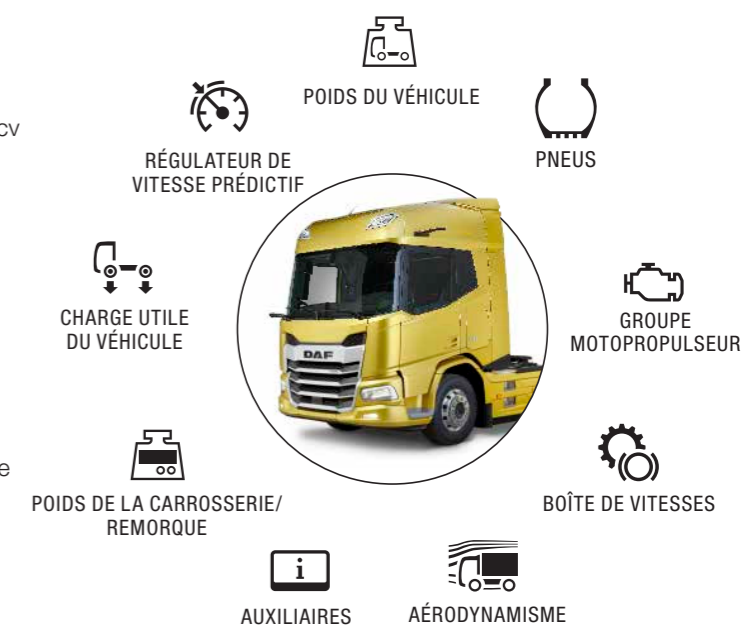 POIDS DU VÉHICULE
cv
RÉGULATEUR DE
VITESSE PRÉDICTIF
PNEUS
CHARGE UTILE
DU VÉHICULE
DAF
GROUPE
MOTOPROPULSEUR
e
POIDS DE LA CARROSSERIE/
REMORQUE
BOÎTE DE VITESSES
i
AUXILIAIRES
AÉRODYNAMISME